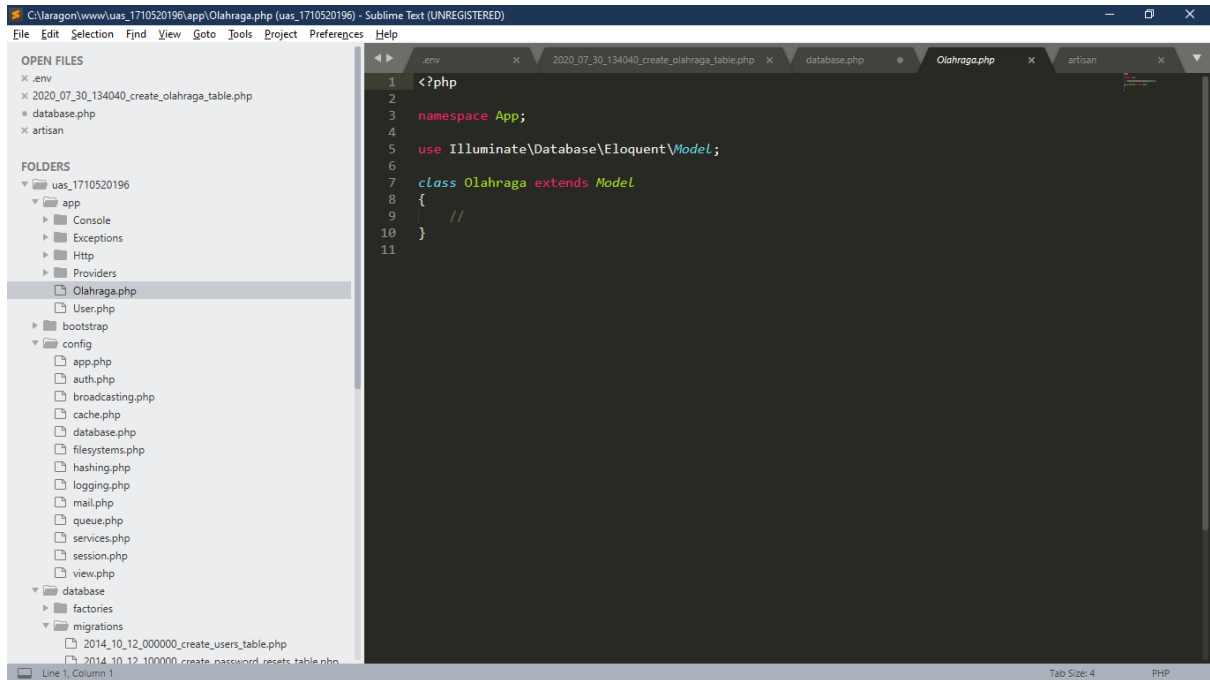 C:\laragon\www\uas_1710520196\app\Olahraga.php (uas_1710520196) - Sublime Text (UNREGISTERED)
File Edit Selection Find View Goto Tools Project Preferences Help
OPEN FILES
.env
2020_07_30_134040_create_olahraga_table.php
database.php
artisan
FOLDERS
uas_1710520196
app
Console
Exceptions
Http
Providers
Olahraga.php
User.php
bootstrap
config
app.php
auth.php
broadcasting.php
cache.php
database.php
filesystems.php
hashing.php
logging.php
mail.php
queue.php
services.php
session.php
view.php
database
factories
migrations
2014_10_12_000000_create_users_table.php
2014_10_12_100000_create_password_resets_table.php
.env 2020_07_30_134040_create_olahraga_table.php database.php Olahraga.php artisan
1 <?php
2
3 namespace App;
4
5 use Illuminate\Database\Eloquent\Model;
6
7 class Olahraga extends Model
8 {
9 //
10 }
11
Line 1, Column 1 Tab Size: 4 PHP